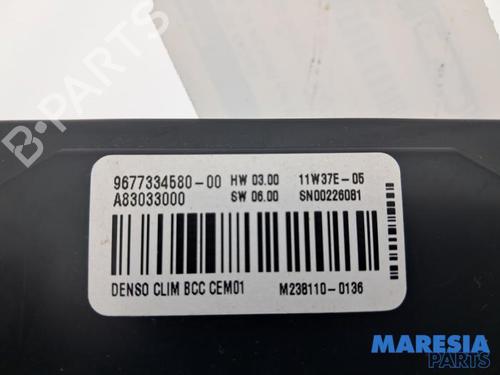 B-PARTS
9677334580-00 HW 03.00 11W37E-05
A83033000 SW 06.00 SN00226081
DENSO CLIM BCC CEM01 M238110-0136
MARESIA
PARTS